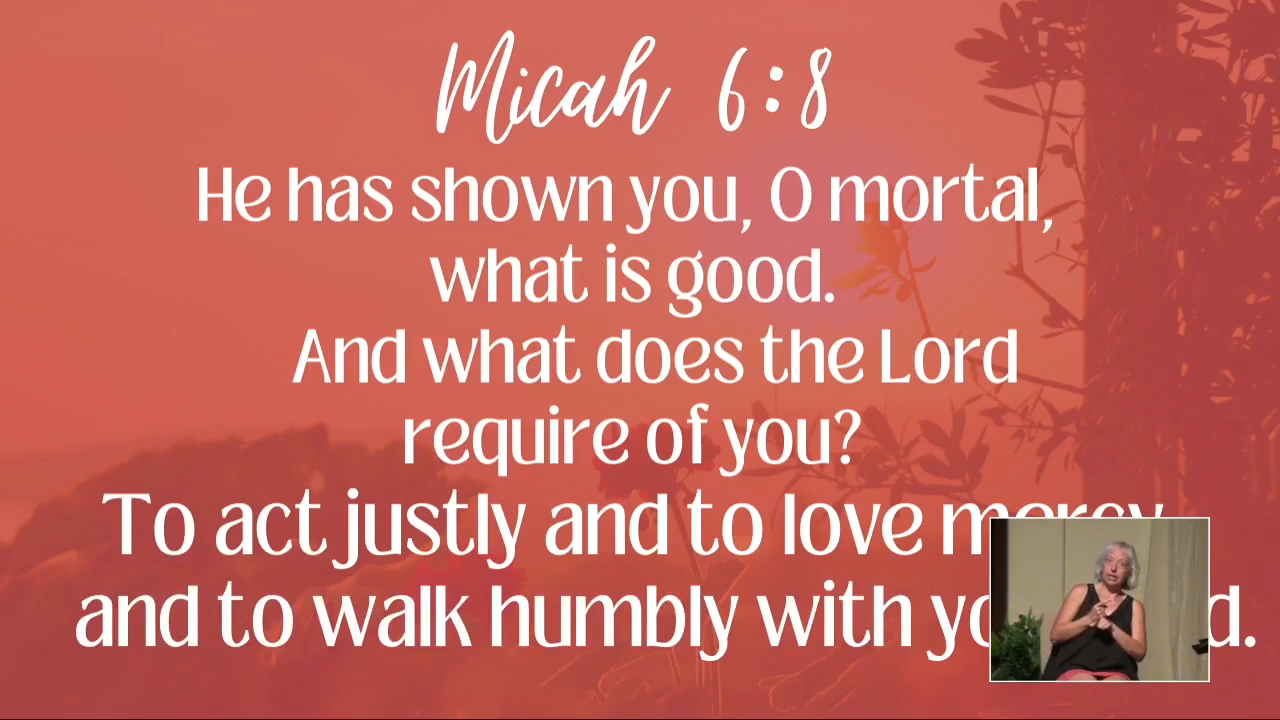 Micah 6:8
He has shown you, O mortal,
what is good.
And what does the Lord
require of you?
To act justly and to love mercy
and to walk humbly with